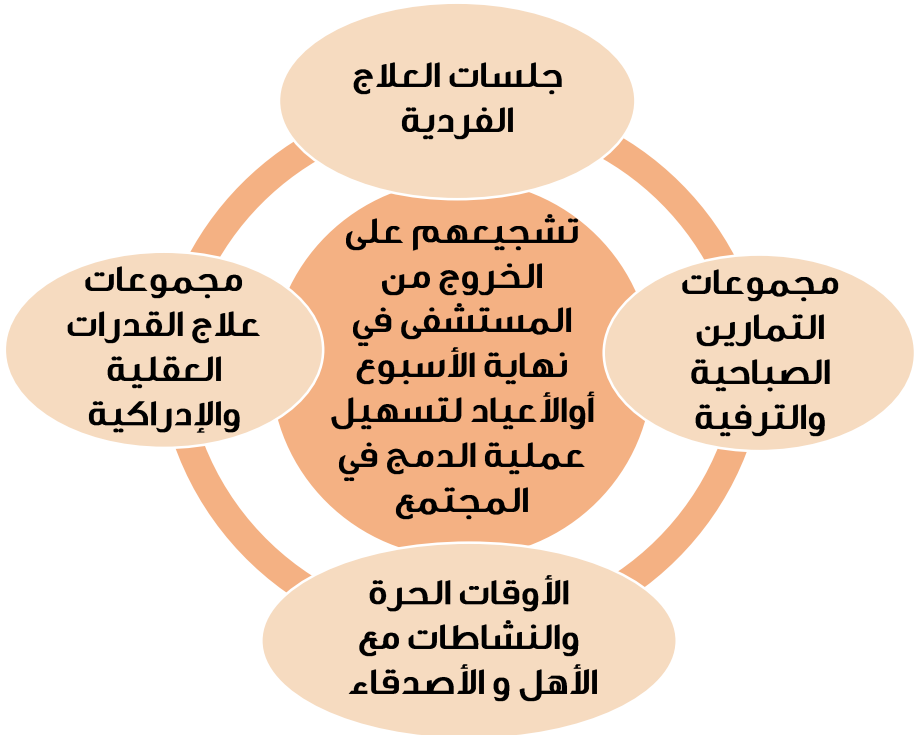 جلسات العلاج
الفردية
تشجيعهم على
الخروج من
المستشفى في
نهاية الأسبوع
أوالأعياد لتسهيل
عملية الدمج في
المجتمع
مجموعات
التمارين
الصباحية
والترفية
مجموعات
علاج القدرات
العقلية
والإدراكية
الأوقات الحرة
والنشاطات مع
الأهل و الأصدقاء